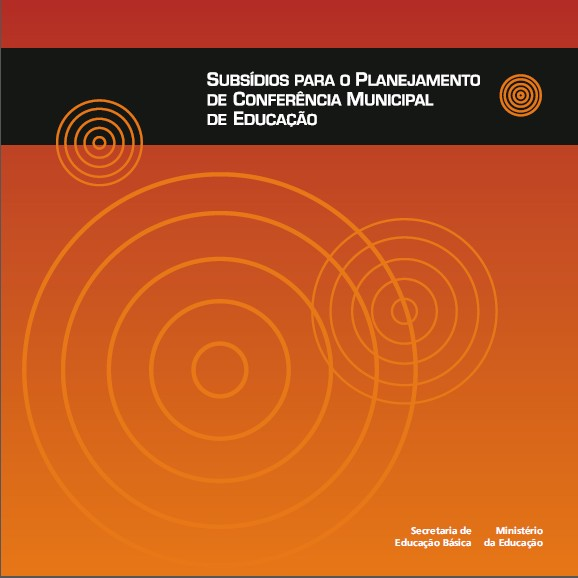 SUBSÍDIOS PARA O PLANEJAMENTO
DE CONFERÊNCIA MUNICIPAL
DE EDUCAÇÃO
Secretaria de
Educação Básica
Ministério
da Educação